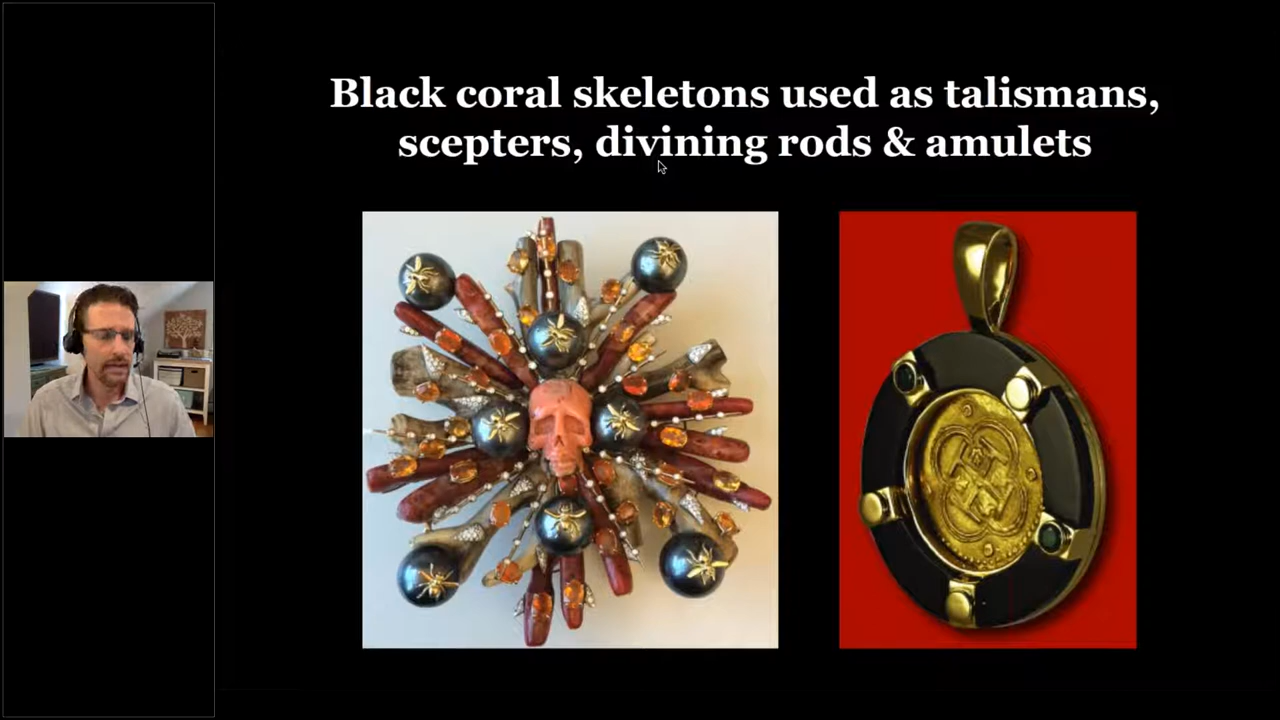 Black coral skeletons used as talismans,
scepters, divining rods & amulets